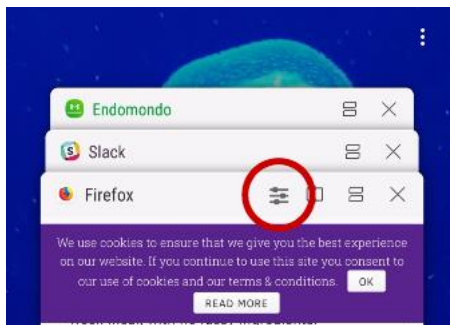 Endomondo
Slack
Firefox
We use cookies to ensure that we give you the best experience
on our website. If you continue to use this site you consent to
our use of cookies and our terms & conditions. OK
READ MORE